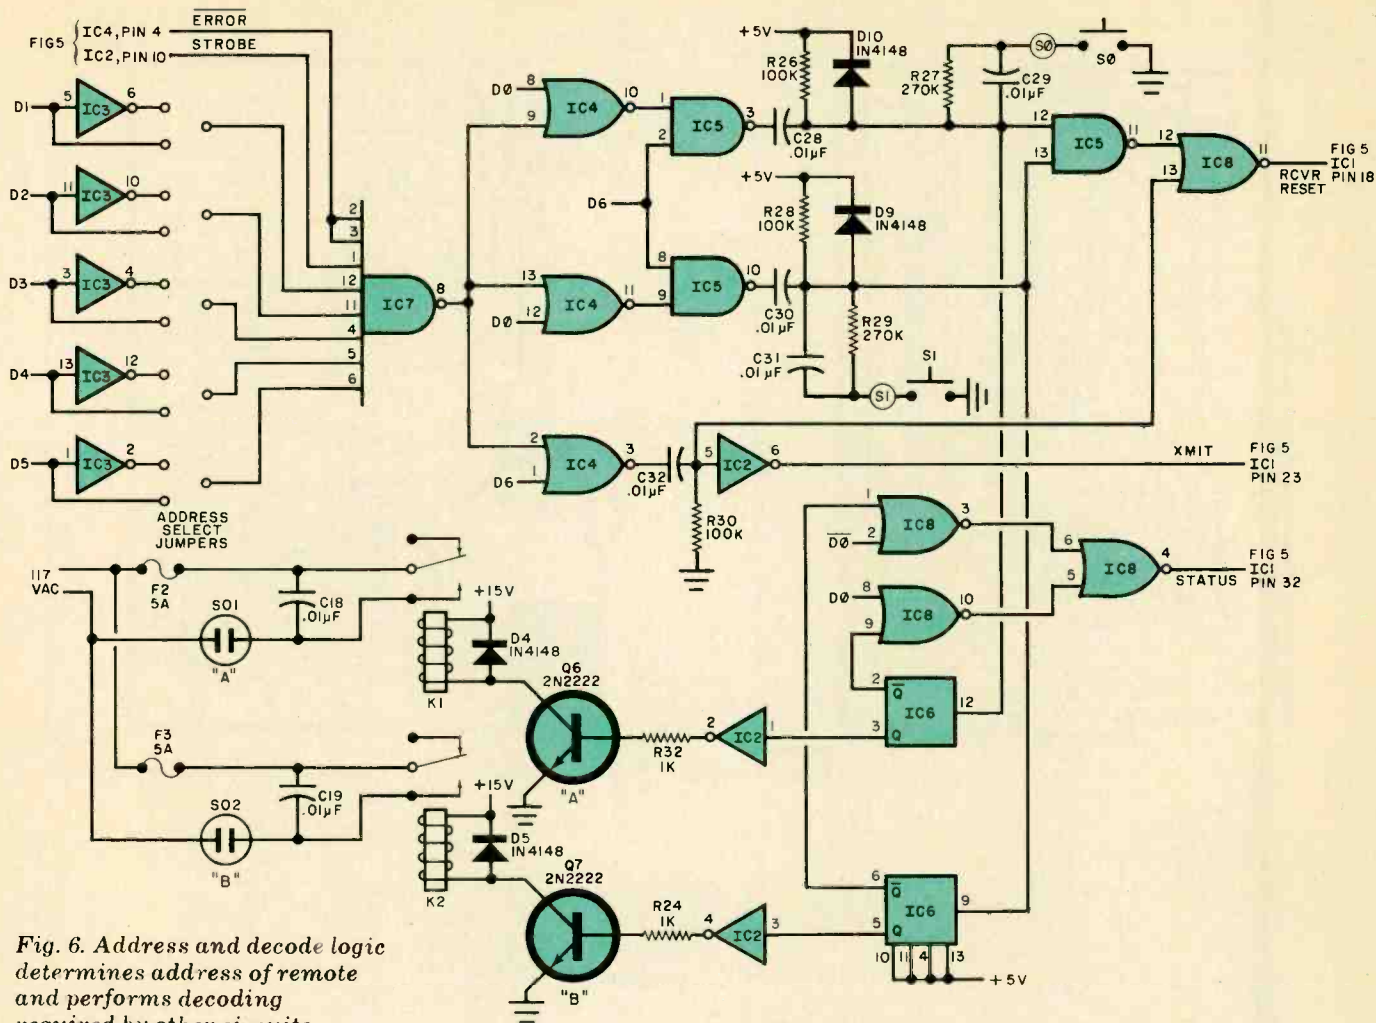 FIG5
IC4, PIN 4
ERROR
IC2, PIN 10
STROBE
D1
5
IC3
6
D2
11
IC3
10
D3
3
IC3
4
D4
13
IC3
12
D5
1
IC3
2
ADDRESS
SELECT
JUMPERS
2
3
1
12
11
4
5
6
IC7
8
DØ
8
9
IC4
10
13
12
DØ
IC4
11
2
1
D6
IC4
3
1
2
IC5
3
D6
8
9
IC5
10
C28
.01µF
+5V
R26
100K
D10
IN4148
R27
270K
C29
.01µF
SØ
SØ
+5V
R28
100K
D9
IN4148
C30
.01µF
C31
.01µF
R29
270K
S1
S1
12
13
IC5
11
12
13
IC8
11
RCVR
RESET
FIG 5
IC1
PIN 18
C32
.01µF
5
IC2
6
R30
100K
XMIT
FIG 5
IC1
PIN 23
1
2
DØ
IC8
3
DØ
8
9
IC8
10
6
5
IC8
4
STATUS
FIG 5
IC1
PIN 32
117
VAC
F2
5A
C18
.01µF
SO1
"A"
K1
+15V
D4
IN4148
Q6
2N2222
"A"
R32
1K
2
IC2
1
2
Q
3
Q
IC6
12
F3
5A
C19
.01µF
SO2
"B"
K2
+15V
D5
IN4148
Q7
2N2222
"B"
R24
1K
4
IC2
3
6
Q
5
Q
IC6
9
10
11
4
13
+5V
Fig. 6. Address and decode logic
determines address of remote
and performs decoding
required by other circuits.